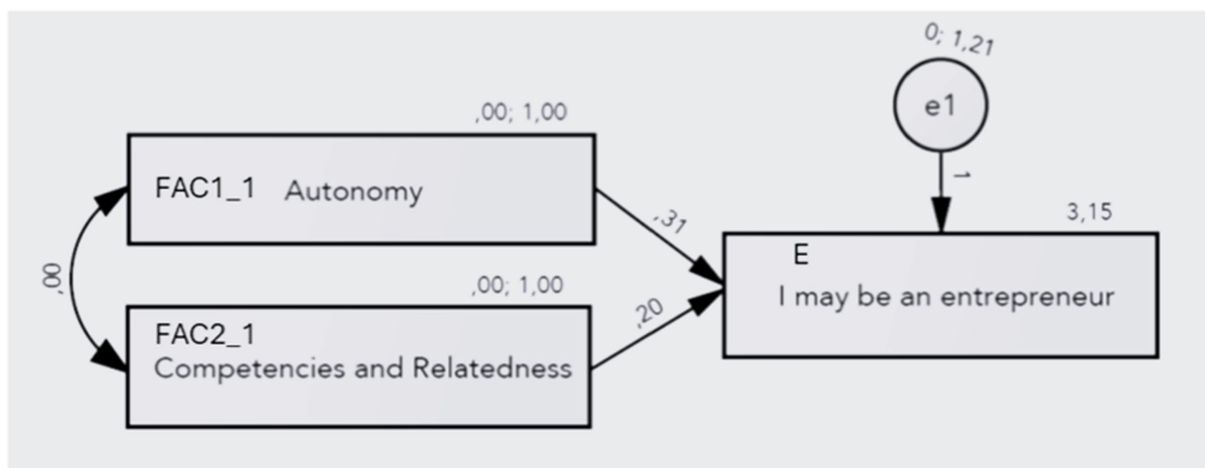 0; 1,21
e1
1
,00; 1,00
FAC1_1 Autonomy
,31
3,15
E
I may be an entrepreneur
,00
,00; 1,00
FAC2_1
Competencies and Relatedness
,20